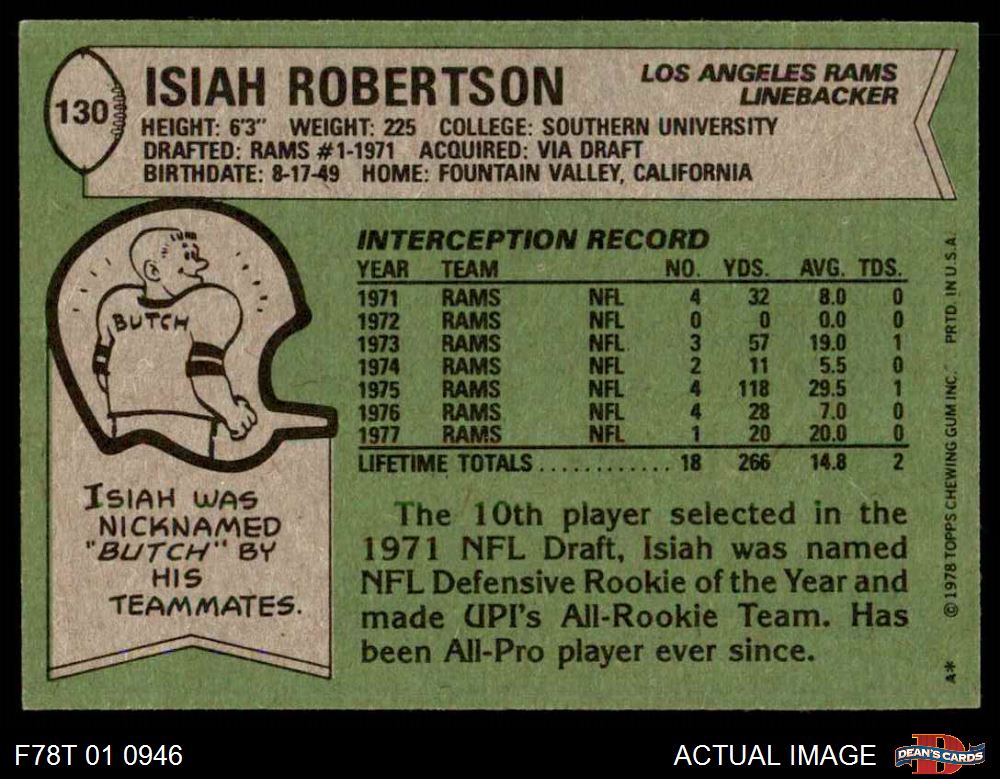 130
ISIAH ROBERTSON
LOS ANGELES RAMS
LINEBACKER
HEIGHT: 6'3" WEIGHT: 225 COLLEGE: SOUTHERN UNIVERSITY
DRAFTED: RAMS #1-1971 ACQUIRED: VIA DRAFT
BIRTHDATE: 8-17-49 HOME: FOUNTAIN VALLEY, CALIFORNIA
BUTCH
ISIAH WAS
NICKNAMED
"BUTCH" BY
HIS
TEAMMATES.
INTERCEPTION RECORD
YEAR TEAM NO. YDS. AVG. TDS.
1971 RAMS NFL 4 32 8.0 0
1972 RAMS NFL 0 0 0.0 0
1973 RAMS NFL 3 57 19.0 1
1974 RAMS NFL 2 11 5.5 0
1975 RAMS NFL 4 118 29.5 1
1976 RAMS NFL 4 28 7.0 0
1977 RAMS NFL 1 20 20.0 0
LIFETIME TOTALS ............ 18 266 14.8 2
The 10th player selected in the
1971 NFL Draft, Isiah was named
NFL Defensive Rookie of the Year and
made UPI's All-Rookie Team. Has
been All-Pro player ever since.
A* © 1978 TOPPS CHEWING GUM INC. PRTD. IN U.S.A.
F78T 01 0946
ACTUAL IMAGE
DEAN'S CARDS